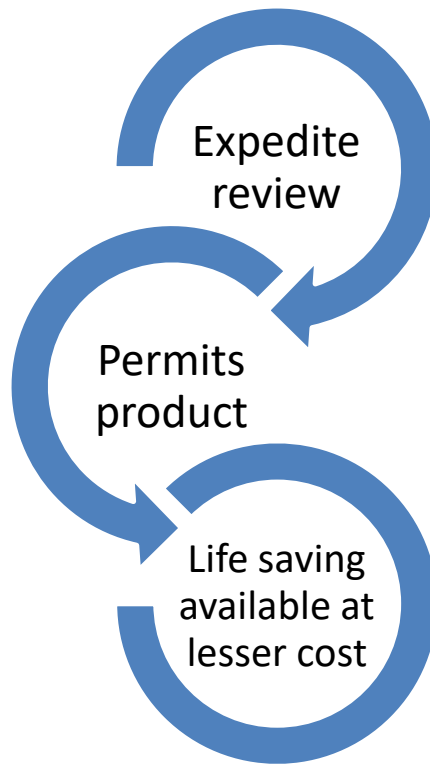 Expedite
review
Permits
product
Life saving
available at
lesser cost